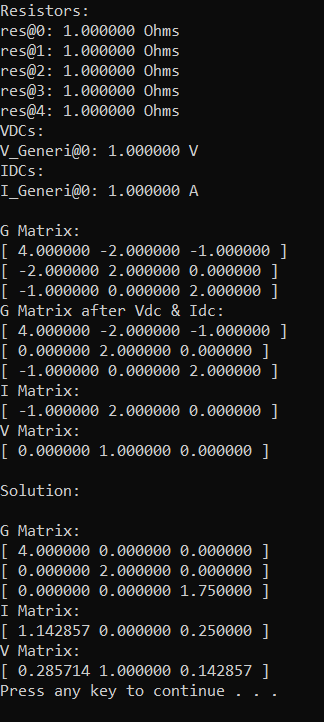 Resistors:
res@0: 1.000000 Ohms
res@1: 1.000000 Ohms
res@2: 1.000000 Ohms
res@3: 1.000000 Ohms
res@4: 1.000000 Ohms
VDCs:
V_Generi@0: 1.000000 V
IDCs:
I_Generi@0: 1.000000 A
G Matrix:
[ 4.000000 -2.000000 -1.000000 ]
[ -2.000000 2.000000 0.000000 ]
[ -1.000000 0.000000 2.000000 ]
G Matrix after Vdc & Idc:
[ 4.000000 -2.000000 -1.000000 ]
[ 0.000000 2.000000 0.000000 ]
[ -1.000000 0.000000 2.000000 ]
I Matrix:
[ -1.000000 2.000000 0.000000 ]
V Matrix:
[ 0.000000 1.000000 0.000000 ]
Solution:
G Matrix:
[ 4.000000 0.000000 0.000000 ]
[ 0.000000 2.000000 0.000000 ]
[ 0.000000 0.000000 1.750000 ]
I Matrix:
[ 1.142857 0.000000 0.250000 ]
V Matrix:
[ 0.285714 1.000000 0.142857 ]
Press any key to continue . . .